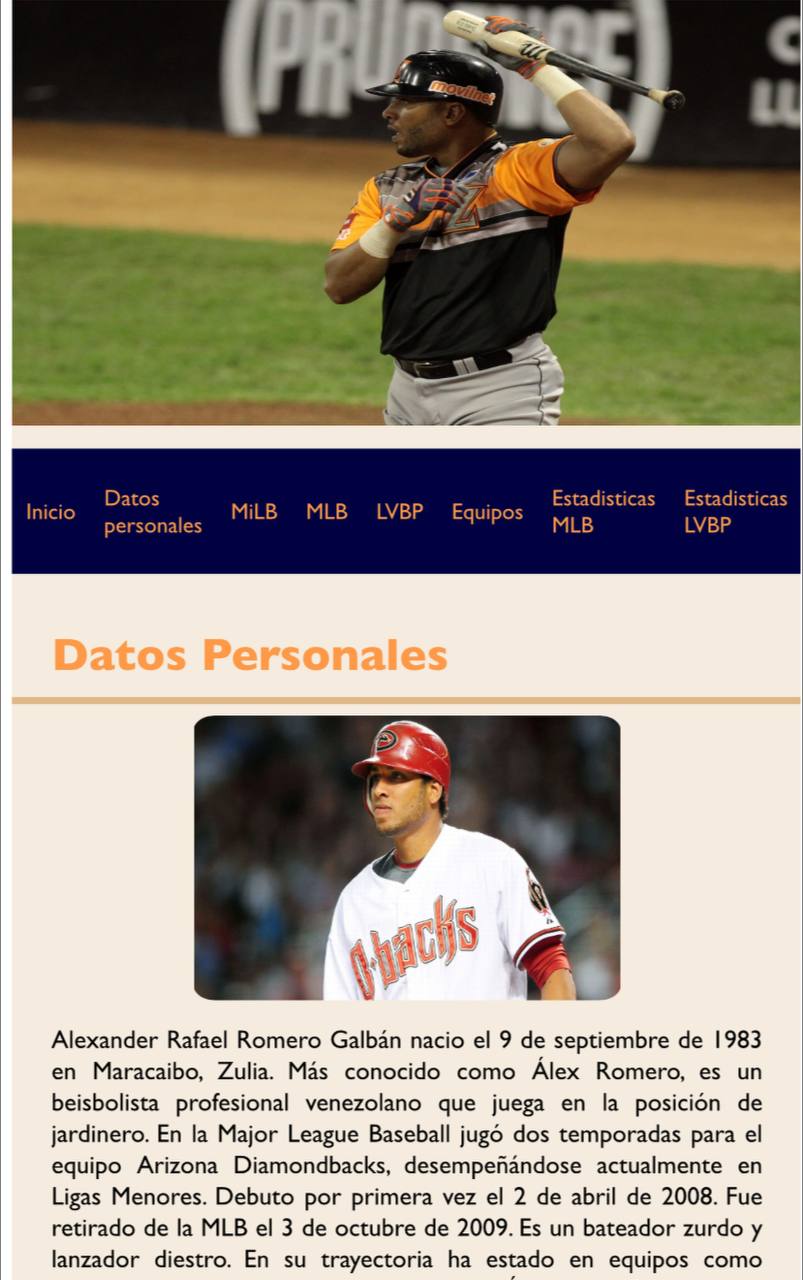 (PRUDENCE)
movilnet
Z
Inicio
Datos personales
MiLB
MLB
LVBP
Equipos
Estadisticas MLB
Estadisticas LVBP
Datos Personales
D-backs
Alexander Rafael Romero Galbán nacio el 9 de septiembre de 1983
en Maracaibo, Zulia. Más conocido como Álex Romero, es un
beisbolista profesional venezolano que juega en la posición de
jardinero. En la Major League Baseball jugó dos temporadas para el
equipo Arizona Diamondbacks, desempeñándose actualmente en
Ligas Menores. Debuto por primera vez el 2 de abril de 2008. Fue
retirado de la MLB el 3 de octubre de 2009. Es un bateador zurdo y
lanzador diestro. En su trayectoria ha estado en equipos como